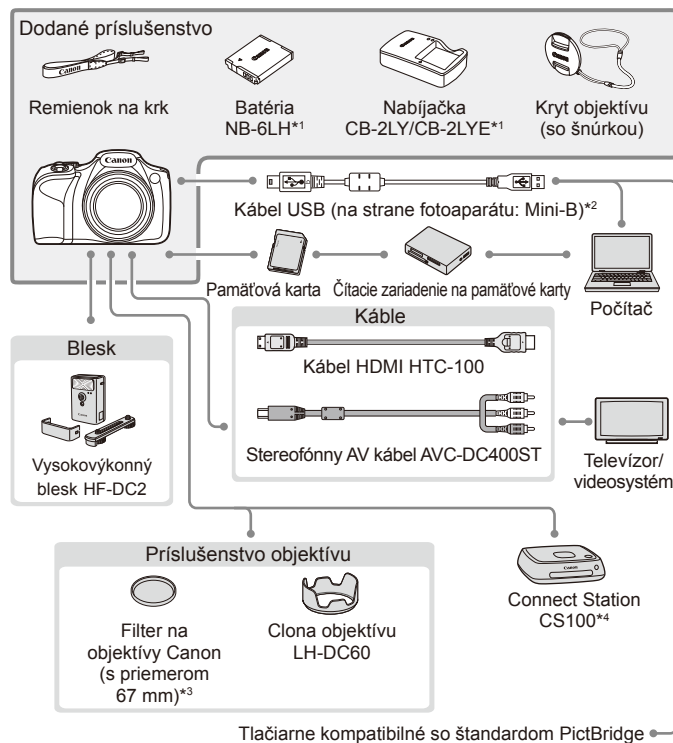 Dodané príslušenstvo
Canon
Remienok na krk
Batéria
NB-6LH*1
Nabíjačka
CB-2LY/CB-2LYE*1
Kryt objektívu
(so šnúrkou)
Canon
Kábel USB (na strane fotoaparátu: Mini-B)*2
Pamäťová karta
Čítacie zariadenie na pamäťové karty
Počítač
Káble
Blesk
Kábel HDMI HTC-100
Stereofónny AV kábel AVC-DC400ST
Vysokovýkonný
blesk HF-DC2
Televízor/
videosystém
Príslušenstvo objektívu
Filter na
objektívy Canon
(s priemerom
67 mm)*3
Clona objektívu
LH-DC60
Canon
Connect Station
CS100*4
Tlačiarne kompatibilné so štandardom PictBridge